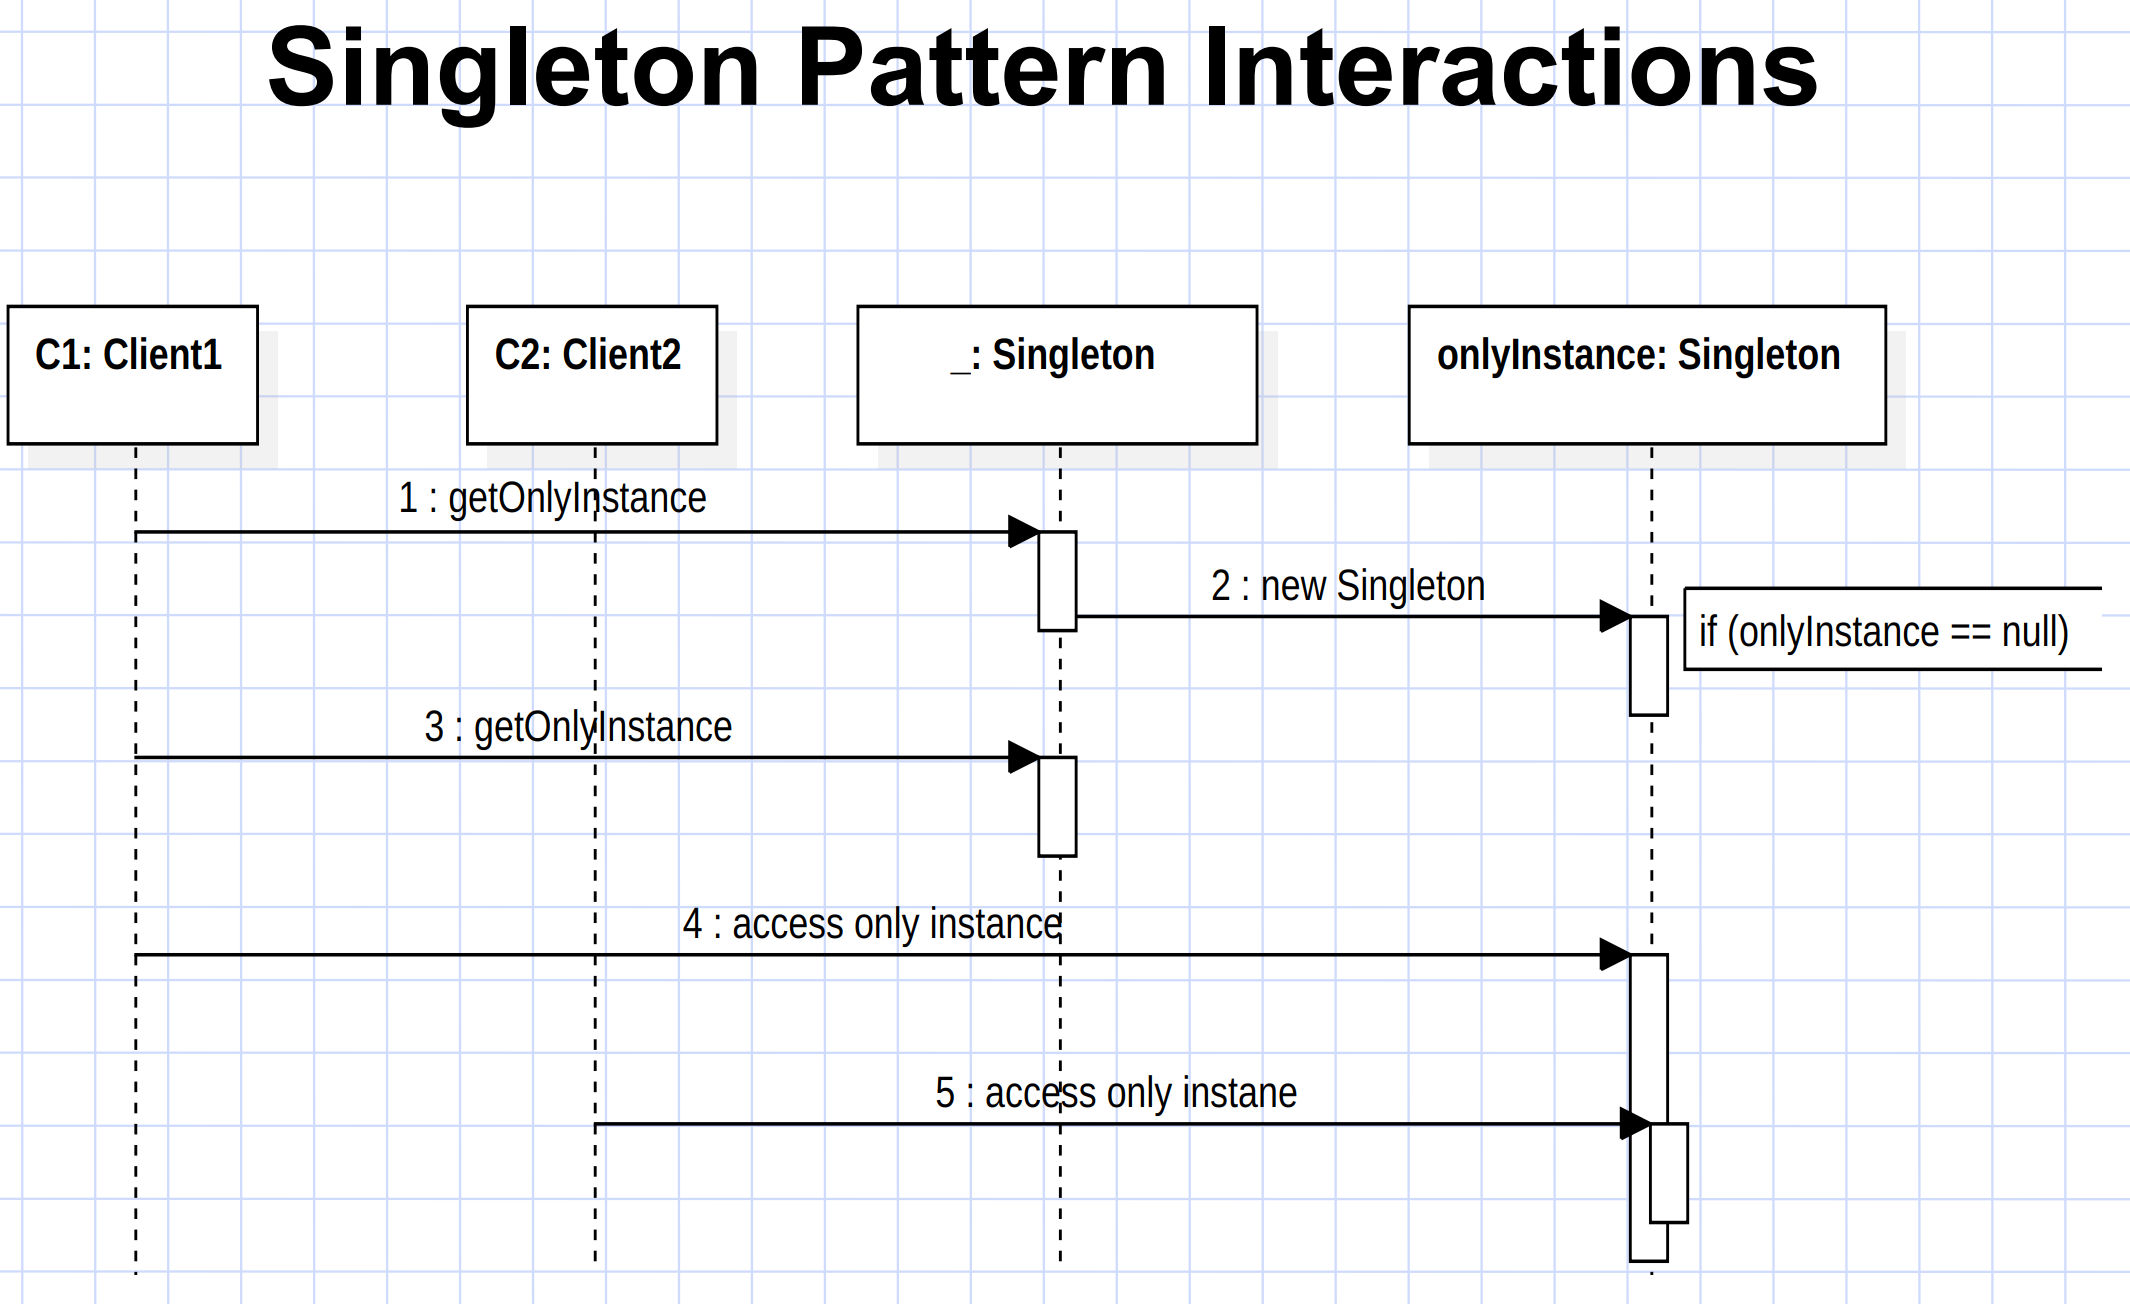 Singleton Pattern Interactions
C1: Client1
C2: Client2
_: Singleton
onlyInstance: Singleton
1 : getOnlyInstance
2 : new Singleton
if (onlyInstance == null)
3 : getOnlyInstance
4 : access only instance
5 : access only instane